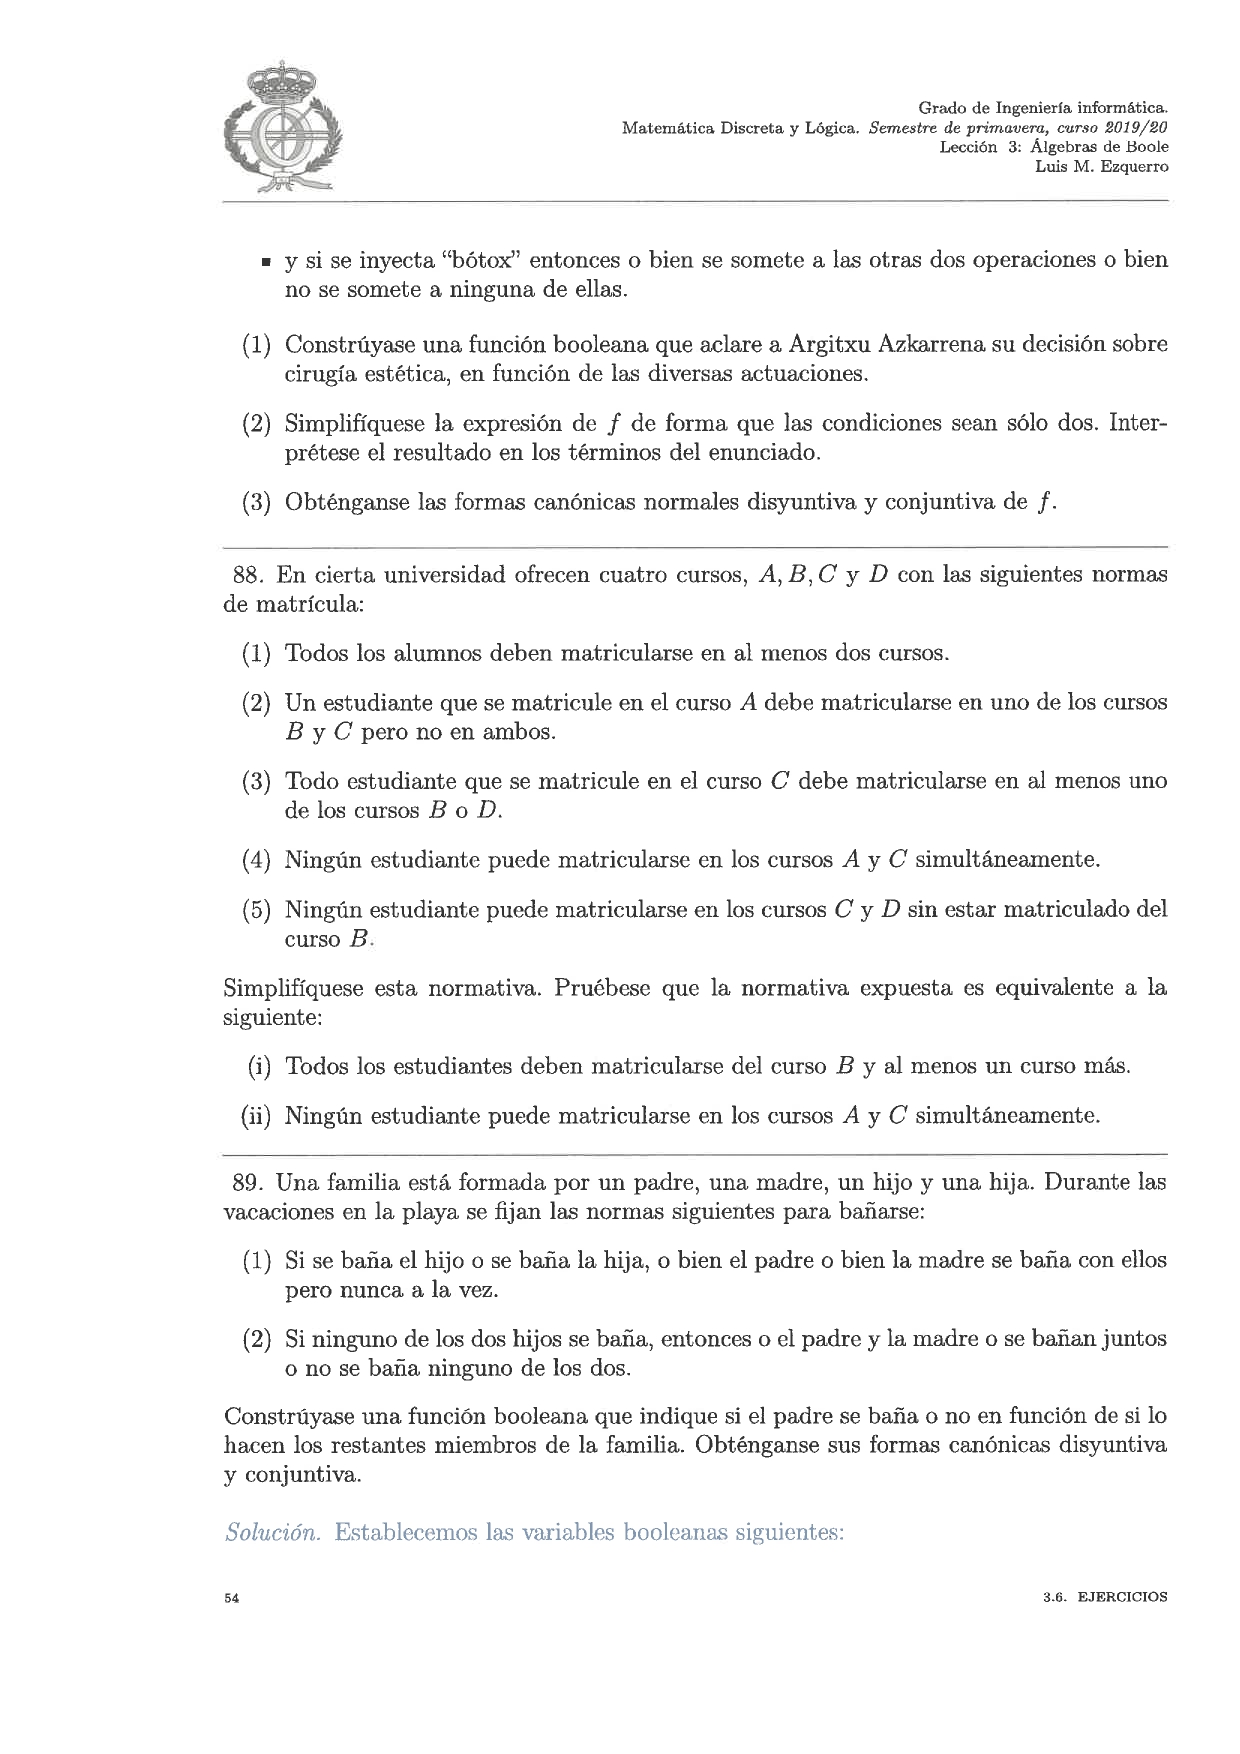 Grado de Ingeniería informática.
Matemática Discreta y Lógica. Semestre de primavera, curso 2019/20
Lección 3: Álgebras de Boole
Luis M. Ezquerro
▪ y si se inyecta “bótox” entonces o bien se somete a las otras dos operaciones o bien
no se somete a ninguna de ellas.
(1) Constrúyase una función booleana que aclare a Argitxu Azkarrena su decisión sobre
cirugía estética, en función de las diversas actuaciones.
(2) Simplifíquese la expresión de f de forma que las condiciones sean sólo dos. Inter-
prétese el resultado en los términos del enunciado.
(3) Obténganse las formas canónicas normales disyuntiva y conjuntiva de f.
88. En cierta universidad ofrecen cuatro cursos, A, B, C y D con las siguientes normas
de matrícula:
(1) Todos los alumnos deben matricularse en al menos dos cursos.
(2) Un estudiante que se matricule en el curso A debe matricularse en uno de los cursos
B y C pero no en ambos.
(3) Todo estudiante que se matricule en el curso C debe matricularse en al menos uno
de los cursos B o D.
(4) Ningún estudiante puede matricularse en los cursos A y C simultáneamente.
(5) Ningún estudiante puede matricularse en los cursos C y D sin estar matriculado del
curso B.
Simplifíquese esta normativa. Pruébese que la normativa expuesta es equivalente a la
siguiente:
(i) Todos los estudiantes deben matricularse del curso B y al menos un curso más.
(ii) Ningún estudiante puede matricularse en los cursos A y C simultáneamente.
89. Una familia está formada por un padre, una madre, un hijo y una hija. Durante las
vacaciones en la playa se fijan las normas siguientes para bañarse:
(1) Si se baña el hijo o se baña la hija, o bien el padre o bien la madre se baña con ellos
pero nunca a la vez.
(2) Si ninguno de los dos hijos se baña, entonces o el padre y la madre o se bañan juntos
o no se baña ninguno de los dos.
Constrúyase una función booleana que indique si el padre se baña o no en función de si lo
hacen los restantes miembros de la familia. Obténganse sus formas canónicas disyuntiva
y conjuntiva.
Solución. Establecemos las variables booleanas siguientes:
54 3.6. EJERCICIOS